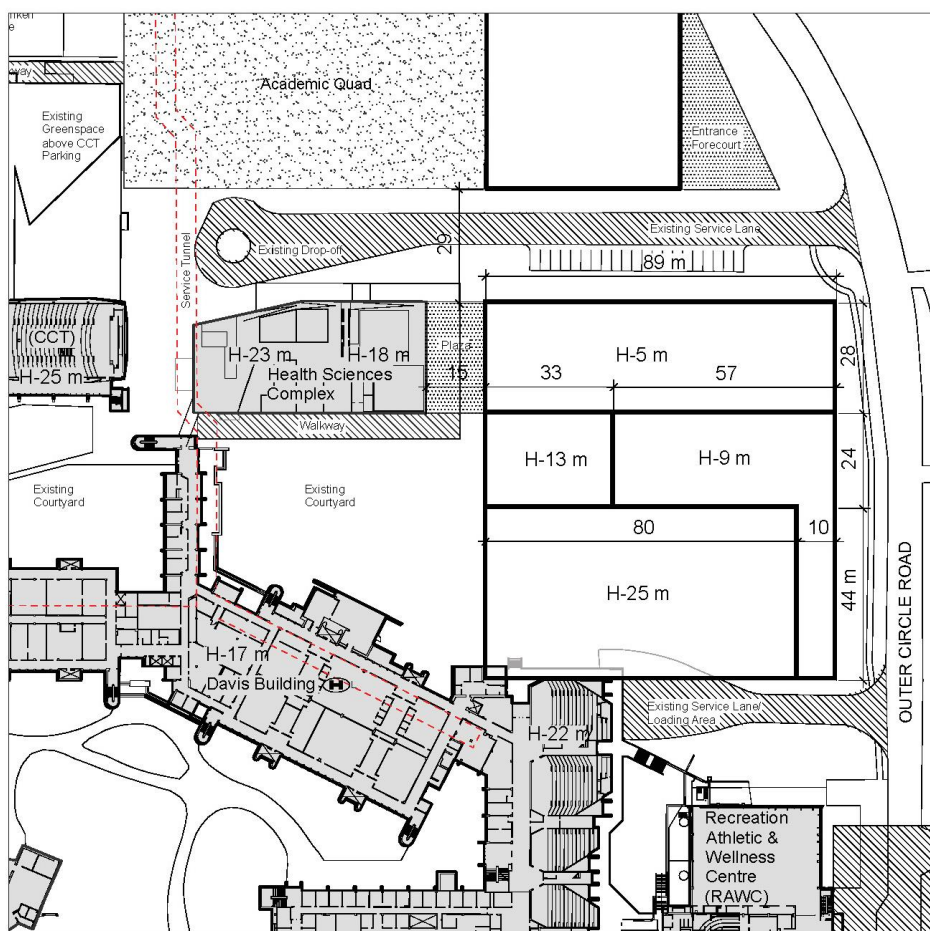 Academic Quad
Existing
Greenspace
above CCT
Parking
Entrance
Forecourt
Service Tunnel
Existing Drop-off
29
Existing Service Lane
89 m
(CCT)
H-25 m
H-23 m
H-18 m
Health Sciences
Complex
Plaza
15
H-5 m
33
57
28
Walkway
H-13 m
H-9 m
24
Existing
Courtyard
Existing
Courtyard
80
10
H-25 m
44 m
OUTER CIRCLE ROAD
H-17 m
Davis Building
H
H-22 m
Existing Service Lane/
Loading Area
Recreation
Athletic &
Wellness
Centre
(RAWC)